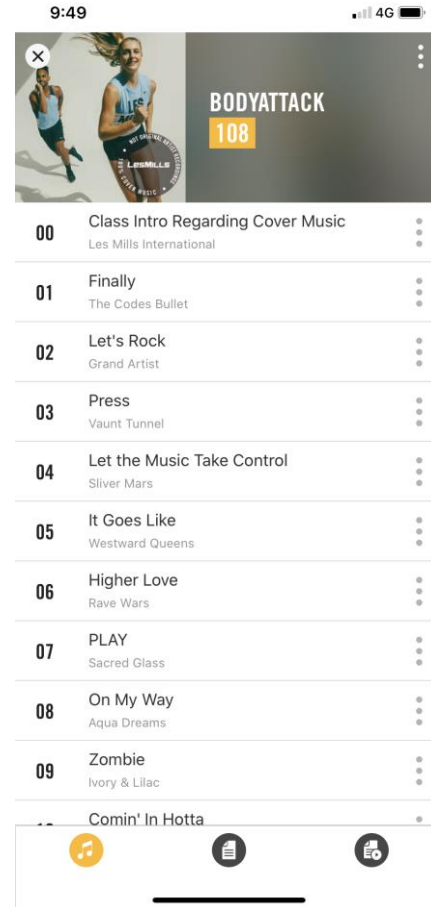 9:49
4G
BODYATTACK
108
NOT ORIGINAL ARTIST RECORDINGS
LesMILLS
00
Class Intro Regarding Cover Music
Les Mills International
01
Finally
The Codes Bullet
02
Let's Rock
Grand Artist
03
Press
Vaunt Tunnel
04
Let the Music Take Control
Sliver Mars
05
It Goes Like
Westward Queens
06
Higher Love
Rave Wars
07
PLAY
Sacred Glass
08
On My Way
Aqua Dreams
09
Zombie
Ivory & Lilac
Comin' In Hotta